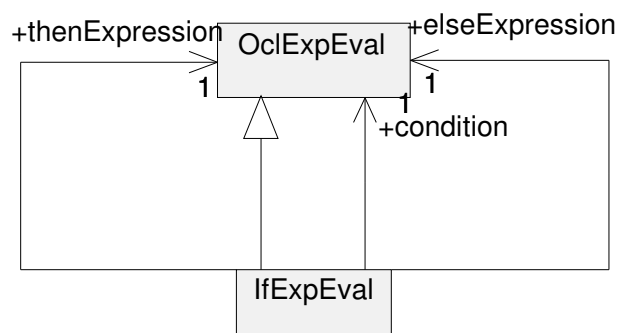 +thenExpression
OclExpEval
+elseExpression
1
1
1
+condition
IfExpEval